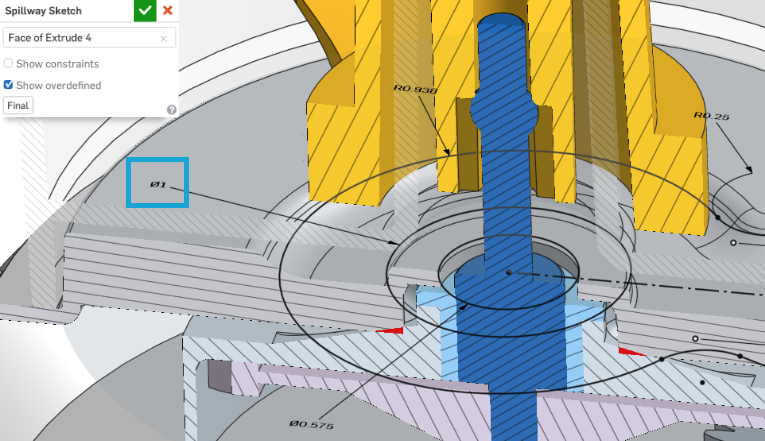 Spillway Sketch
Face of Extrude 4
Show constraints
Show overdefined
Final
R0.938
R0.25
Ø1
Ø0.575